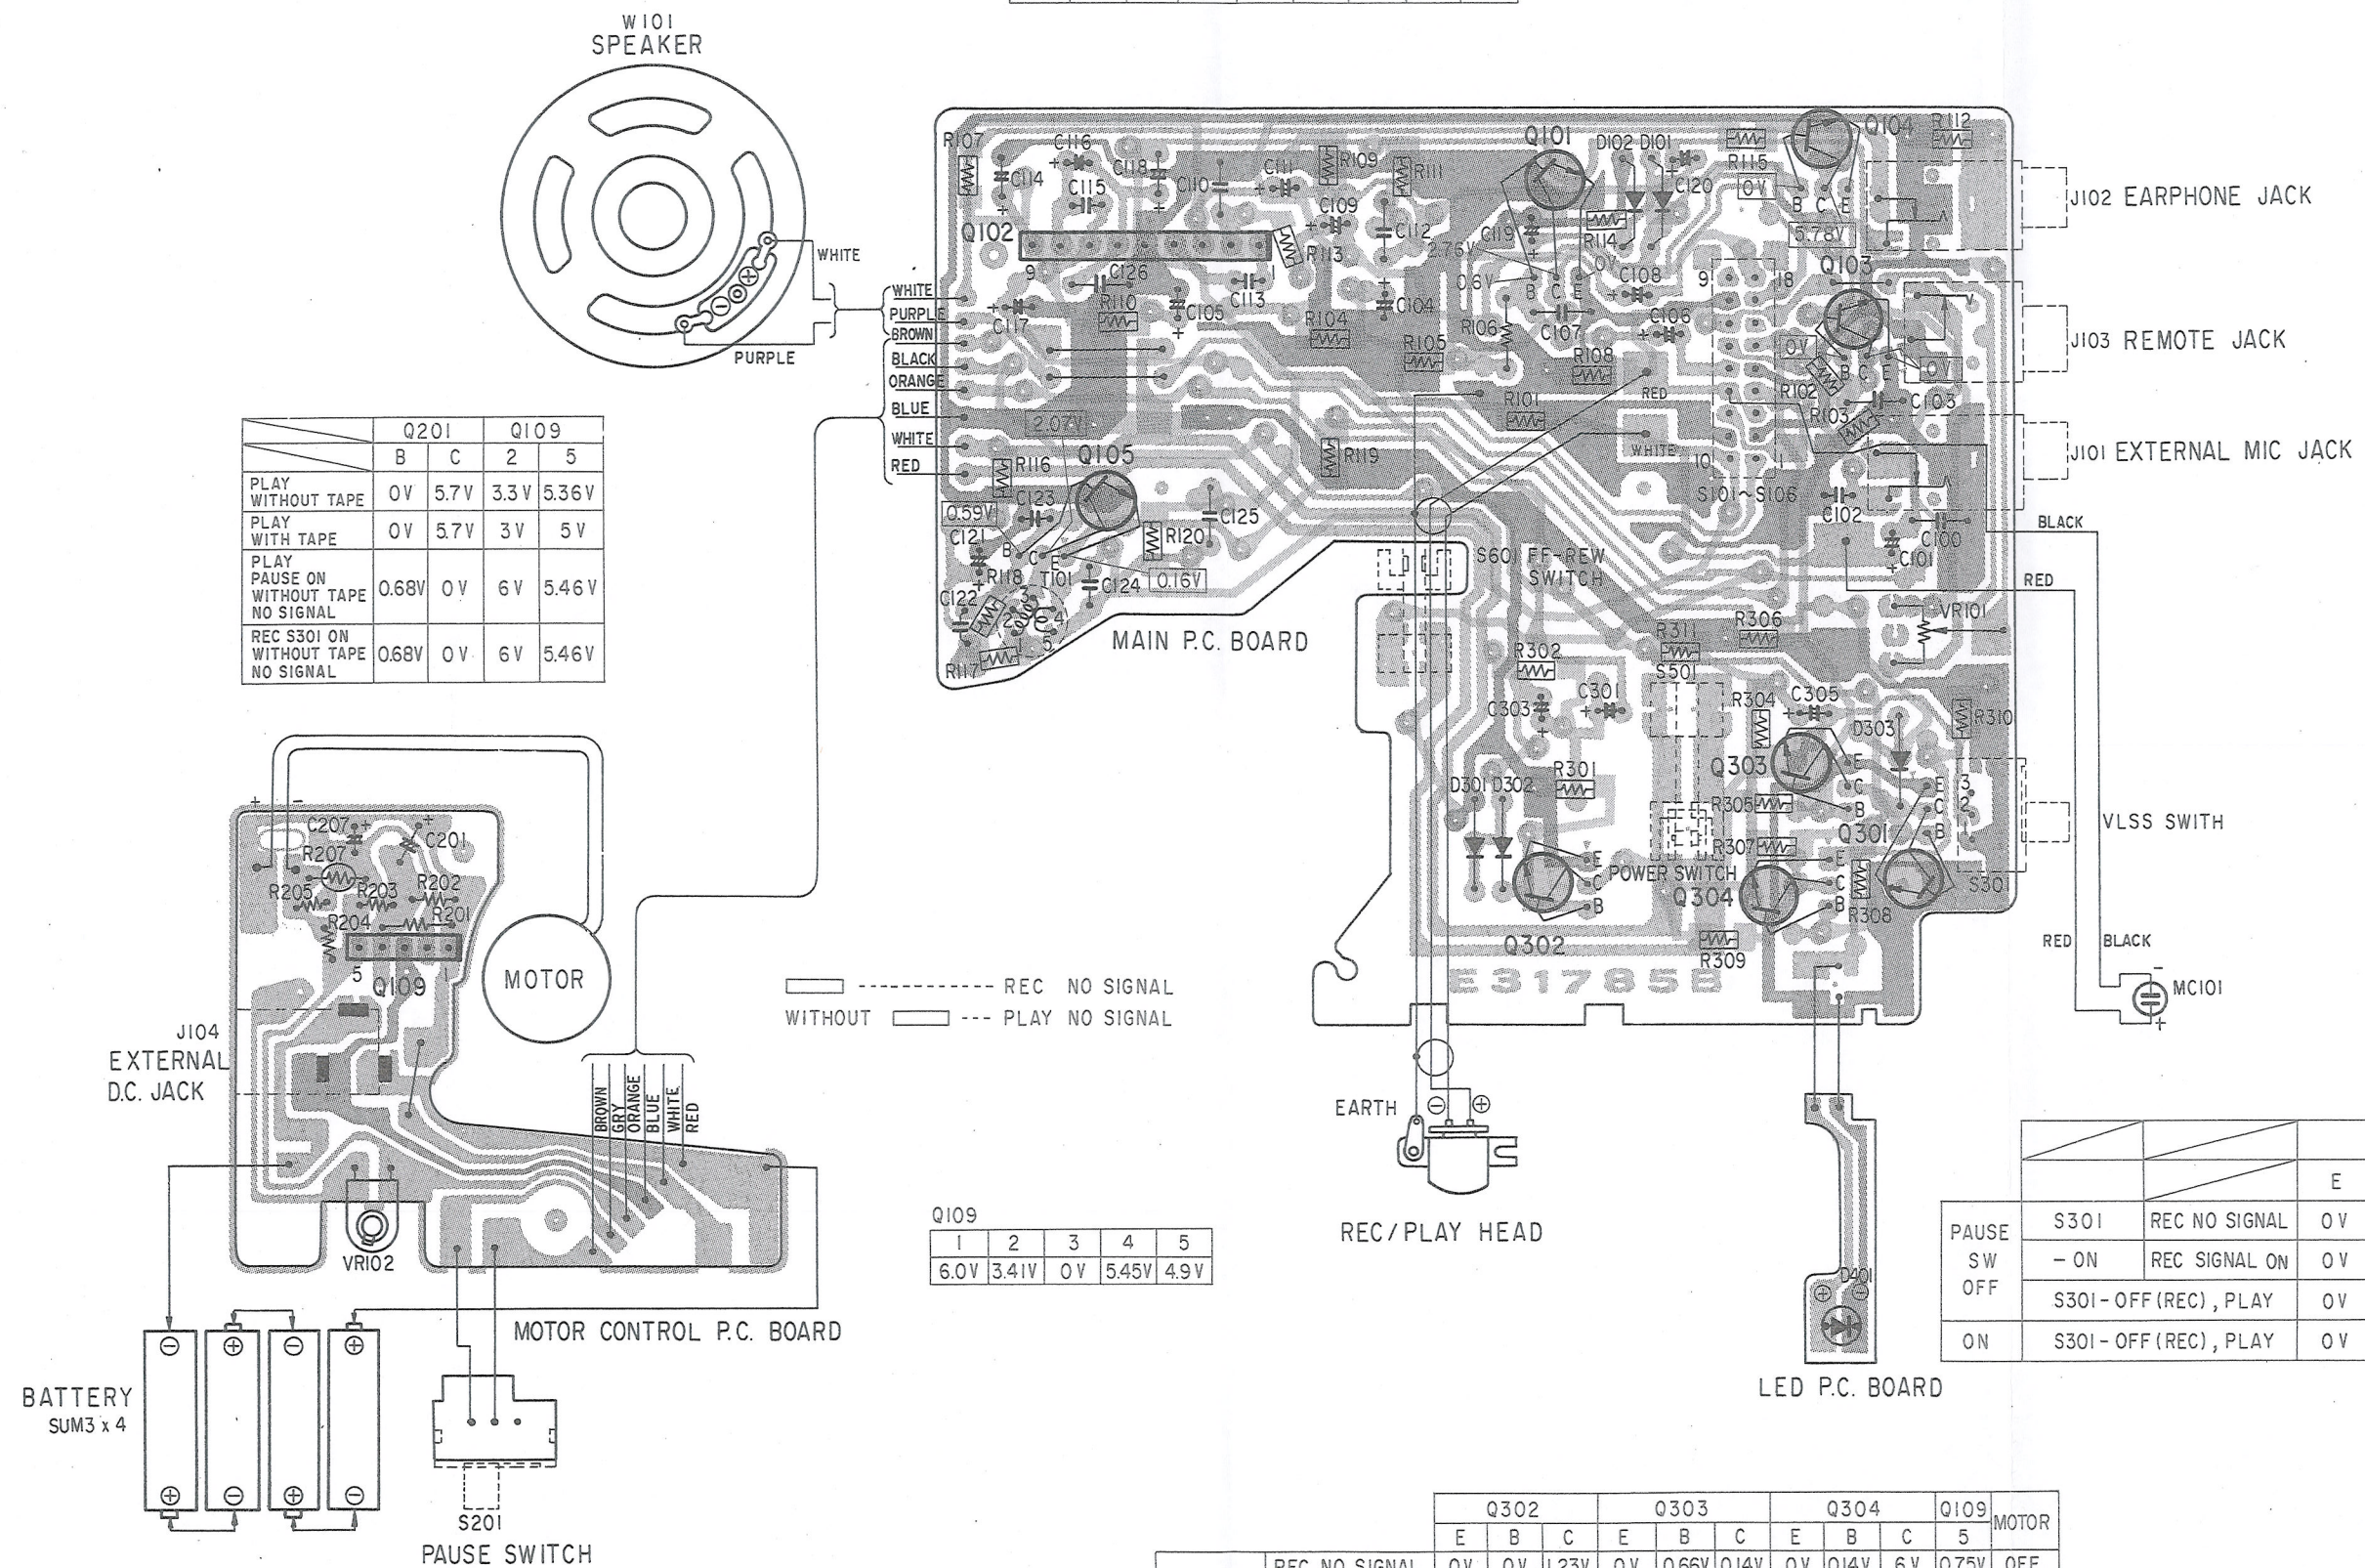 W101
SPEAKER
WHITE
PURPLE
WHITE
PURPLE
BROWN
BLACK
ORANGE
BLUE
WHITE
RED
Q201 Q109
B C 2 5
PLAY WITHOUT TAPE 0V 5.7V 3.3V 5.36V
PLAY WITH TAPE 0V 5.7V 3V 5V
PLAY PAUSE ON WITHOUT TAPE NO SIGNAL 0.68V 0V 6V 5.46V
REC S301 ON WITHOUT TAPE NO SIGNAL 0.68V 0V 6V 5.46V
R107
C116
C118
C114
C115
C110
C111
R109
R111
C109
C112
Q102
9
1
R113
C126
C113
C117
R110
C105
C104
R104
R105
Q101
D102 D101
C120
R115
0V
Q104
R112
B C E
5.78V
C119
2.76V
R114
0V
0.6V
B C E
C108
C107
C106
R106
R108
RED
R101
WHITE
9 18
10 1
S101~S106
Q103
0V
B C E
0V
R102
R103
C103
C102
C100
C101
J102 EARPHONE JACK
J103 REMOTE JACK
J101 EXTERNAL MIC JACK
BLACK
RED
VR101
2.07V
Q105
R116
C123
0.59V
C121
B C E
R118
T101
C122
3
2
4
1
5
R117
R120
C125
C124
0.16V
R119
MAIN P.C. BOARD
S601 FF-REW
SWITCH
R302
R311
R306
S501
C303
C301
R304
C305
D303
R310
Q303
E
C
B
D301 D302
R301
R305
Q301
E
C
B
3
2
R307
E
C
B
POWER SWITCH
Q304
E
C
B
R308
S301
Q302
R309
E31785B
VLSS SWITH
RED BLACK
-
MC101
+
+ -
C207
+
+
C201
R207
R205
R203
R202
R201
R204
5 1
Q109
MOTOR
J104
EXTERNAL
D.C. JACK
REC NO SIGNAL
WITHOUT --- PLAY NO SIGNAL
BROWN
GRY
ORANGE
BLUE
WHITE
RED
VR102
MOTOR CONTROL P.C. BOARD
BATTERY
SUM3 x 4
S201
PAUSE SWITCH
Q109
1 2 3 4 5
6.0V 3.41V 0V 5.45V 4.9V
EARTH
REC/PLAY HEAD
D401
LED P.C. BOARD
E
PAUSE SW OFF S301 - ON REC NO SIGNAL 0V
REC SIGNAL ON 0V
S301-OFF(REC), PLAY 0V
ON S301-OFF(REC), PLAY 0V
Q302 Q303 Q304 Q109 MOTOR
E B C E B C E B C 5
REC NO SIGNAL 0V 0V 1.23V 0V 0.66V 0.14V 0V 0.14V 6V 0.75V OFF